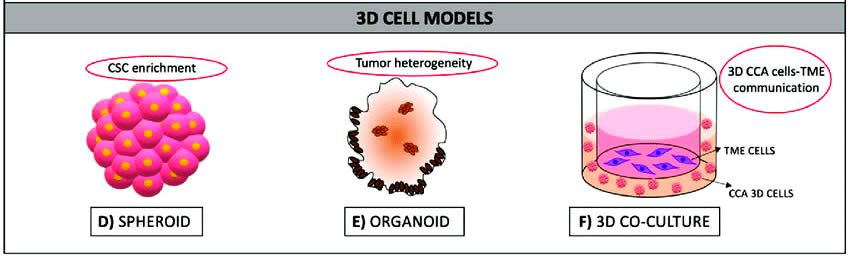 3D CELL MODELS
CSC enrichment
Tumor heterogeneity
3D CCA cells-TME
communication
TME CELLS
CCA 3D CELLS
D) SPHEROID
E) ORGANOID
F) 3D CO-CULTURE